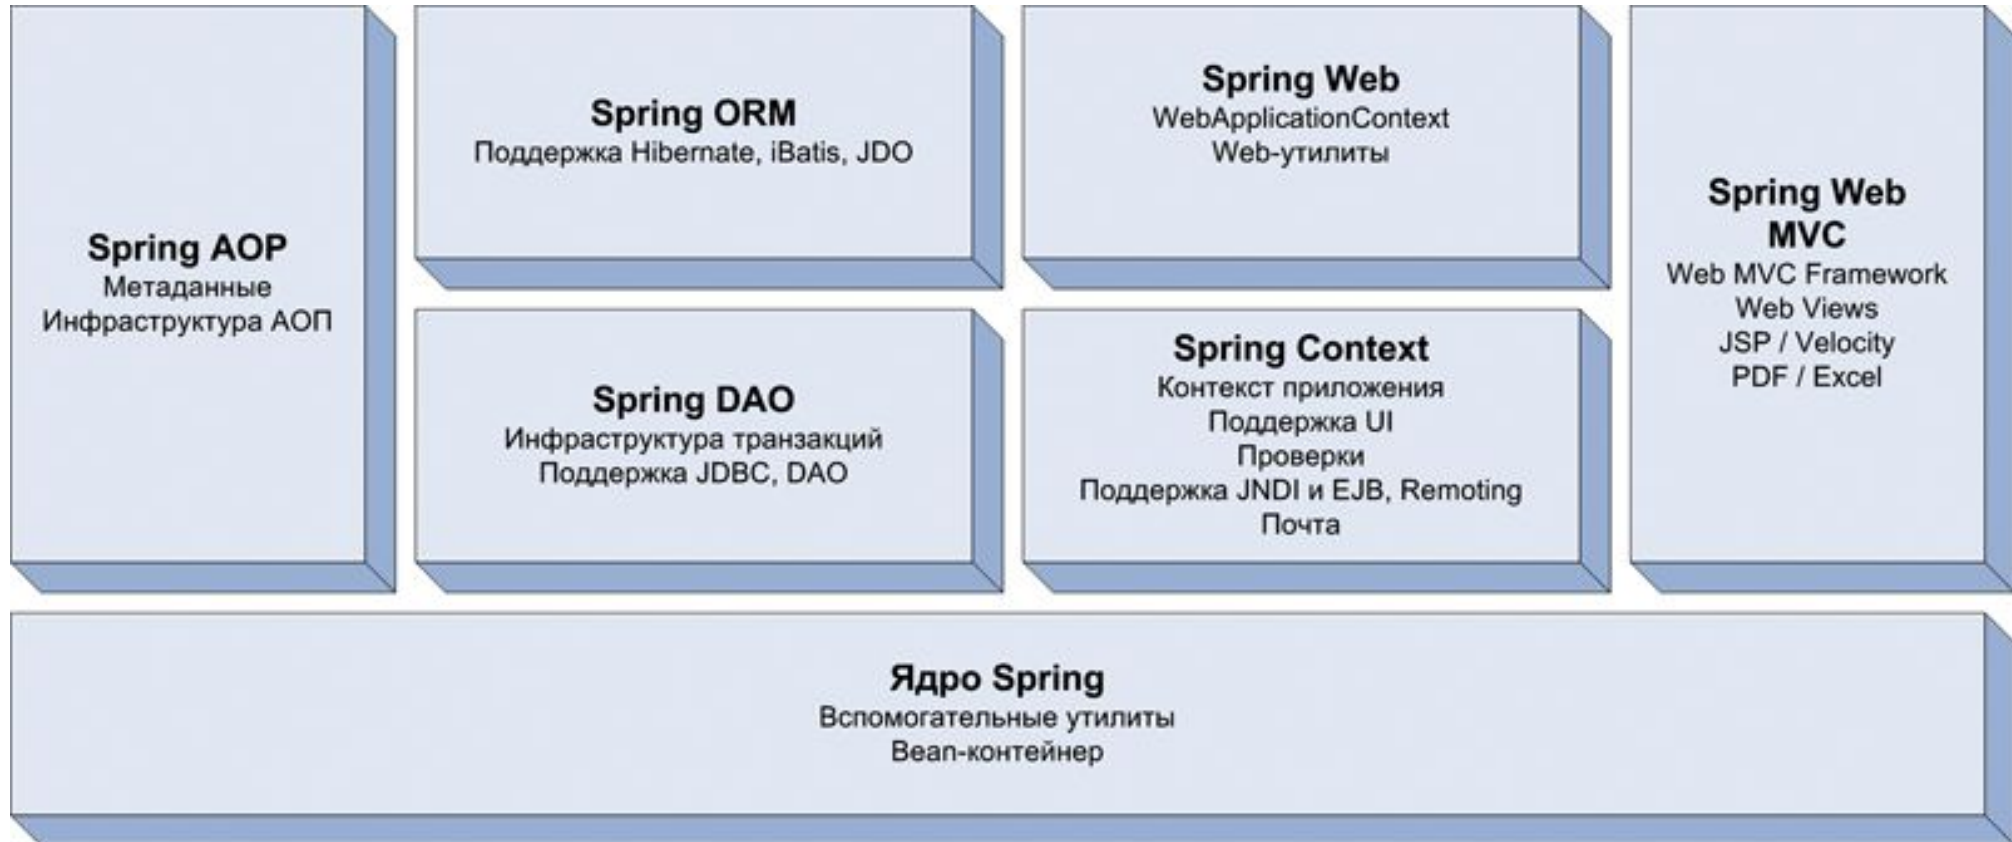 Spring AOP
Метаданные
Инфраструктура АОП
Spring ORM
Поддержка Hibernate, iBatis, JDO
Spring Web
WebApplicationContext
Web-утилиты
Spring Web
MVC
Web MVC Framework
Web Views
JSP / Velocity
PDF / Excel
Spring DAO
Инфраструктура транзакций
Поддержка JDBC, DAO
Spring Context
Контекст приложения
Поддержка UI
Проверки
Поддержка JNDI и EJB, Remoting
Почта
Ядро Spring
Вспомогательные утилиты
Bean-контейнер